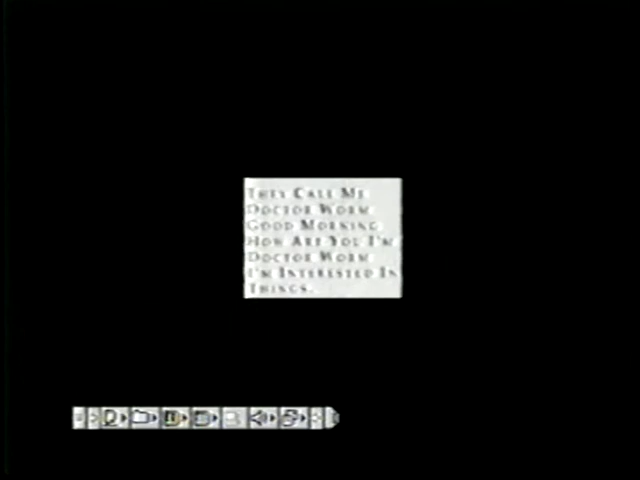 They Call Me
Doctor Worm
Good Morning
How Are You I'm
Doctor Worm
I'm Interested In
Things.